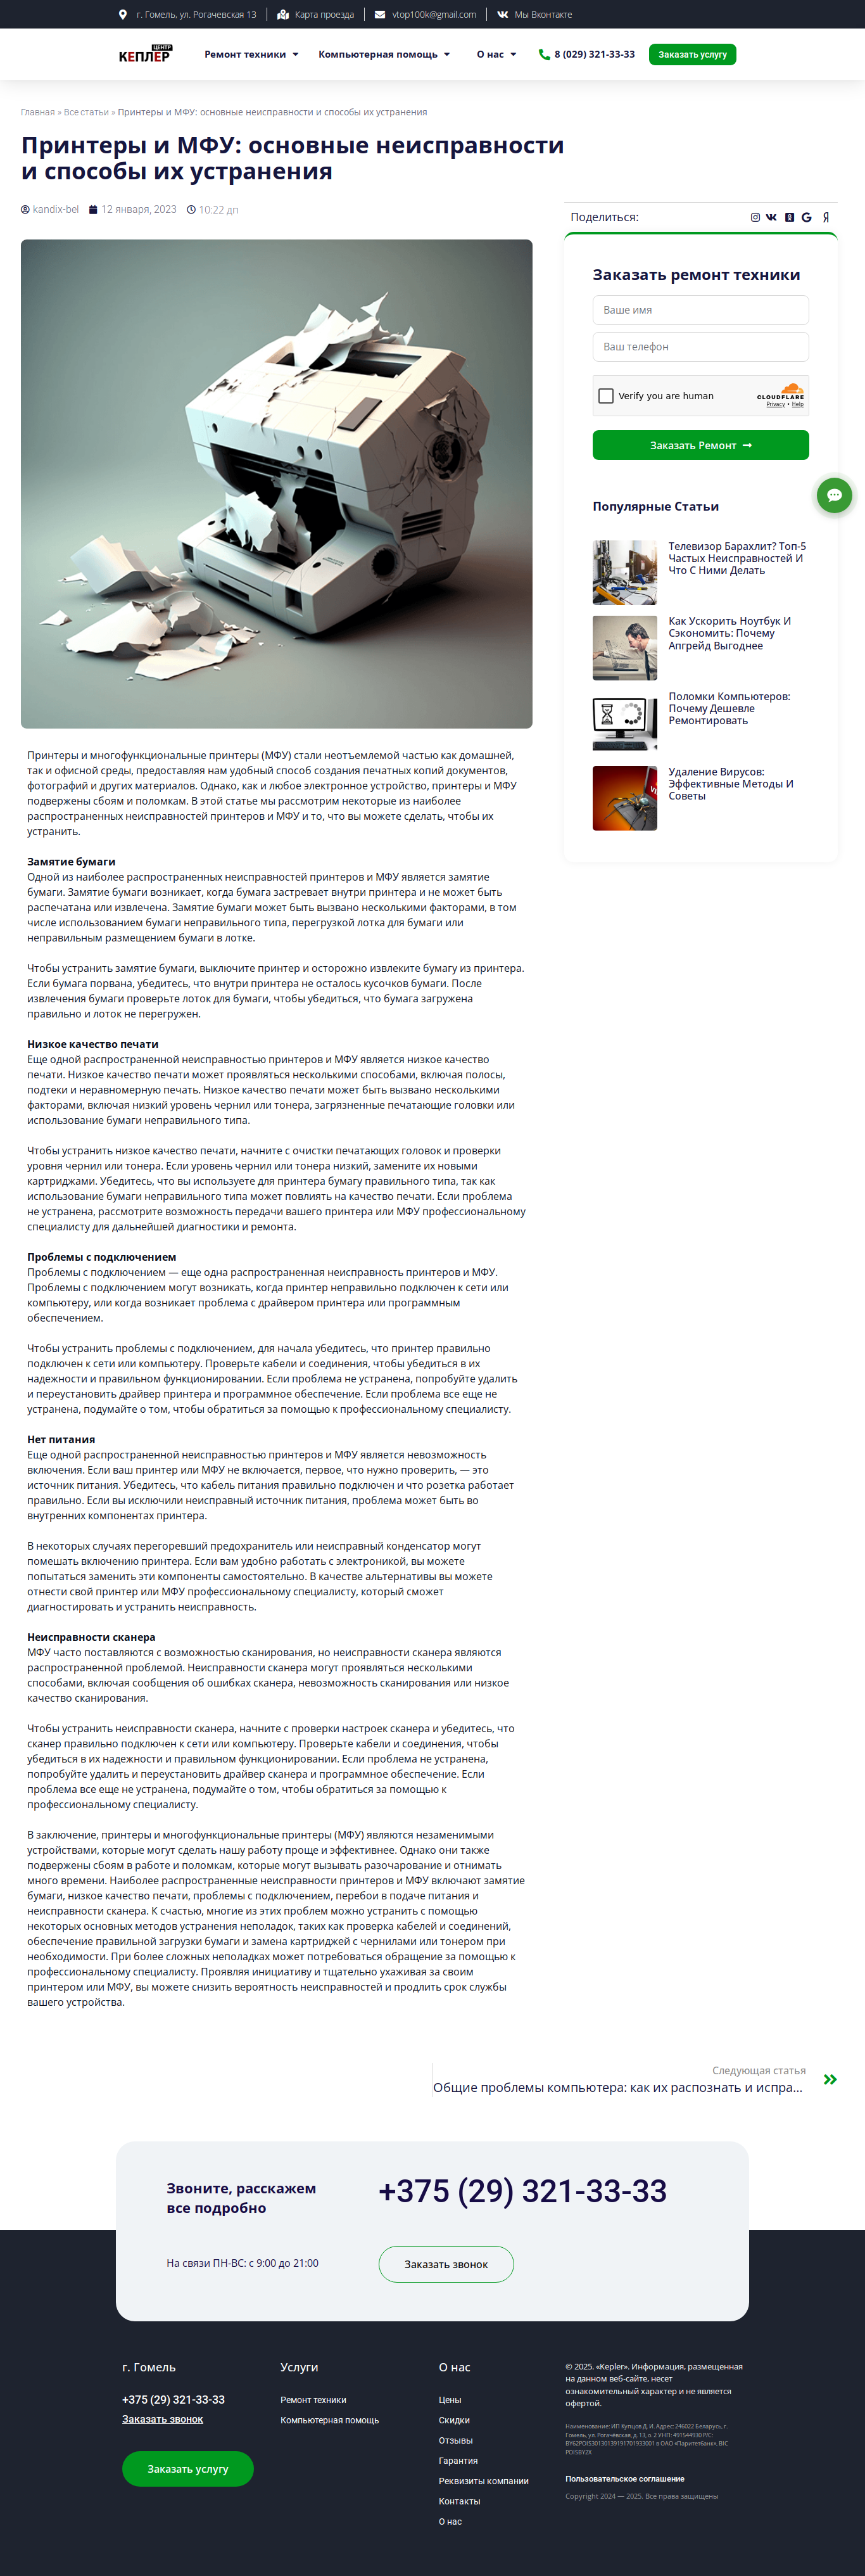 г. Гомель, ул. Рогачевская 13
Карта проезда
vtop100k@gmail.com
Мы Вконтакте
КЕПЛЕР ЦЕНТР
Ремонт техники
Компьютерная помощь
О нас
8 (029) 321-33-33
Заказать услугу
Главная » Все статьи » Принтеры и МФУ: основные неисправности и способы их устранения
Принтеры и МФУ: основные неисправности
и способы их устранения
kandix-bel
12 января, 2023
10:22 дп
Поделиться:
Заказать ремонт техники
Ваше имя
Ваш телефон
Verify you are human
CLOUDFLARE
Privacy • Help
Заказать Ремонт
Популярные Статьи
Телевизор Барахлит? Топ-5
Частых Неисправностей И
Что С Ними Делать
Как Ускорить Ноутбук И
Сэкономить: Почему
Апгрейд Выгоднее
Поломки Компьютеров:
Почему Дешевле
Ремонтировать
Удаление Вирусов:
Эффективные Методы И
Советы
Принтеры и многофункциональные принтеры (МФУ) стали неотъемлемой частью как домашней,
так и офисной среды, предоставляя нам удобный способ создания печатных копий документов,
фотографий и других материалов. Однако, как и любое электронное устройство, принтеры и МФУ
подвержены сбоям и поломкам. В этой статье мы рассмотрим некоторые из наиболее
распространенных неисправностей принтеров и МФУ и то, что вы можете сделать, чтобы их
устранить.
Замятие бумаги
Одной из наиболее распространенных неисправностей принтеров и МФУ является замятие
бумаги. Замятие бумаги возникает, когда бумага застревает внутри принтера и не может быть
распечатана или извлечена. Замятие бумаги может быть вызвано несколькими факторами, в том
числе использованием бумаги неправильного типа, перегрузкой лотка для бумаги или
неправильным размещением бумаги в лотке.
Чтобы устранить замятие бумаги, выключите принтер и осторожно извлеките бумагу из принтера.
Если бумага порвана, убедитесь, что внутри принтера не осталось кусочков бумаги. После
извлечения бумаги проверьте лоток для бумаги, чтобы убедиться, что бумага загружена
правильно и лоток не перегружен.
Низкое качество печати
Еще одной распространенной неисправностью принтеров и МФУ является низкое качество
печати. Низкое качество печати может проявляться несколькими способами, включая полосы,
подтеки и неравномерную печать. Низкое качество печати может быть вызвано несколькими
факторами, включая низкий уровень чернил или тонера, загрязненные печатающие головки или
использование бумаги неправильного типа.
Чтобы устранить низкое качество печати, начните с очистки печатающих головок и проверки
уровня чернил или тонера. Если уровень чернил или тонера низкий, замените их новыми
картриджами. Убедитесь, что вы используете для принтера бумагу правильного типа, так как
использование бумаги неправильного типа может повлиять на качество печати. Если проблема
не устранена, рассмотрите возможность передачи вашего принтера или МФУ профессиональному
специалисту для дальнейшей диагностики и ремонта.
Проблемы с подключением
Проблемы с подключением — еще одна распространенная неисправность принтеров и МФУ.
Проблемы с подключением могут возникать, когда принтер неправильно подключен к сети или
компьютеру, или когда возникает проблема с драйвером принтера или программным
обеспечением.
Чтобы устранить проблемы с подключением, для начала убедитесь, что принтер правильно
подключен к сети или компьютеру. Проверьте кабели и соединения, чтобы убедиться в их
надежности и правильном функционировании. Если проблема не устранена, попробуйте удалить
и переустановить драйвер принтера и программное обеспечение. Если проблема все еще не
устранена, подумайте о том, чтобы обратиться за помощью к профессиональному специалисту.
Нет питания
Еще одной распространенной неисправностью принтеров и МФУ является невозможность
включения. Если ваш принтер или МФУ не включается, первое, что нужно проверить, — это
источник питания. Убедитесь, что кабель питания правильно подключен и что розетка работает
правильно. Если вы исключили неисправный источник питания, проблема может быть во
внутренних компонентах принтера.
В некоторых случаях перегоревший предохранитель или неисправный конденсатор могут
помешать включению принтера. Если вам удобно работать с электроникой, вы можете
попытаться заменить эти компоненты самостоятельно. В качестве альтернативы вы можете
отнести свой принтер или МФУ профессиональному специалисту, который сможет
диагностировать и устранить неисправность.
Неисправности сканера
МФУ часто поставляются с возможностью сканирования, но неисправности сканера являются
распространенной проблемой. Неисправности сканера могут проявляться несколькими
способами, включая сообщения об ошибках сканера, невозможность сканирования или низкое
качество сканирования.
Чтобы устранить неисправности сканера, начните с проверки настроек сканера и убедитесь, что
сканер правильно подключен к сети или компьютеру. Проверьте кабели и соединения, чтобы
убедиться в их надежности и правильном функционировании. Если проблема не устранена,
попробуйте удалить и переустановить драйвер сканера и программное обеспечение. Если
проблема все еще не устранена, подумайте о том, чтобы обратиться за помощью к
профессиональному специалисту.
В заключение, принтеры и многофункциональные принтеры (МФУ) являются незаменимыми
устройствами, которые могут сделать нашу работу проще и эффективнее. Однако они также
подвержены сбоям в работе и поломкам, которые могут вызывать разочарование и отнимать
много времени. Наиболее распространенные неисправности принтеров и МФУ включают замятие
бумаги, низкое качество печати, проблемы с подключением, перебои в подаче питания и
неисправности сканера. К счастью, многие из этих проблем можно устранить с помощью
некоторых основных методов устранения неполадок, таких как проверка кабелей и соединений,
обеспечение правильной загрузки бумаги и замена картриджей с чернилами или тонером при
необходимости. При более сложных неполадках может потребоваться обращение за помощью к
профессиональному специалисту. Проявляя инициативу и тщательно ухаживая за своим
принтером или МФУ, вы можете снизить вероятность неисправностей и продлить срок службы
вашего устройства.
Следующая статья
Общие проблемы компьютера: как их распознать и испра...
Звоните, расскажем
все подробно
+375 (29) 321-33-33
На связи ПН-ВС: с 9:00 до 21:00
Заказать звонок
г. Гомель
+375 (29) 321-33-33
Заказать звонок
Заказать услугу
Услуги
Ремонт техники
Компьютерная помощь
О нас
Цены
Скидки
Отзывы
Гарантия
Реквизиты компании
Контакты
О нас
© 2025. «Kepler». Информация, размещенная
на данном веб-сайте, несет
ознакомительный характер и не является
офертой.
Наименование: ИП Купцов Д. И. Адрес: 246022 Беларусь, г.
Гомель, ул. Рогачёвская, д. 13, о. 2 УНП: 491544930 Р/С:
BY62POIS30130139191701933001 в ОАО «Паритетбанк», BIC
POISBY2X
Пользовательское соглашение
Copyright 2024 — 2025. Все права защищены